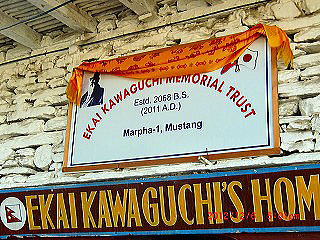 EKAI KAWAGUCHI MEMORIAL TRUST
Estd. 2068 B.S.
(2011 A.D.)
Marpha-1, Mustang
EKAI KAWAGUCHI'S HOM